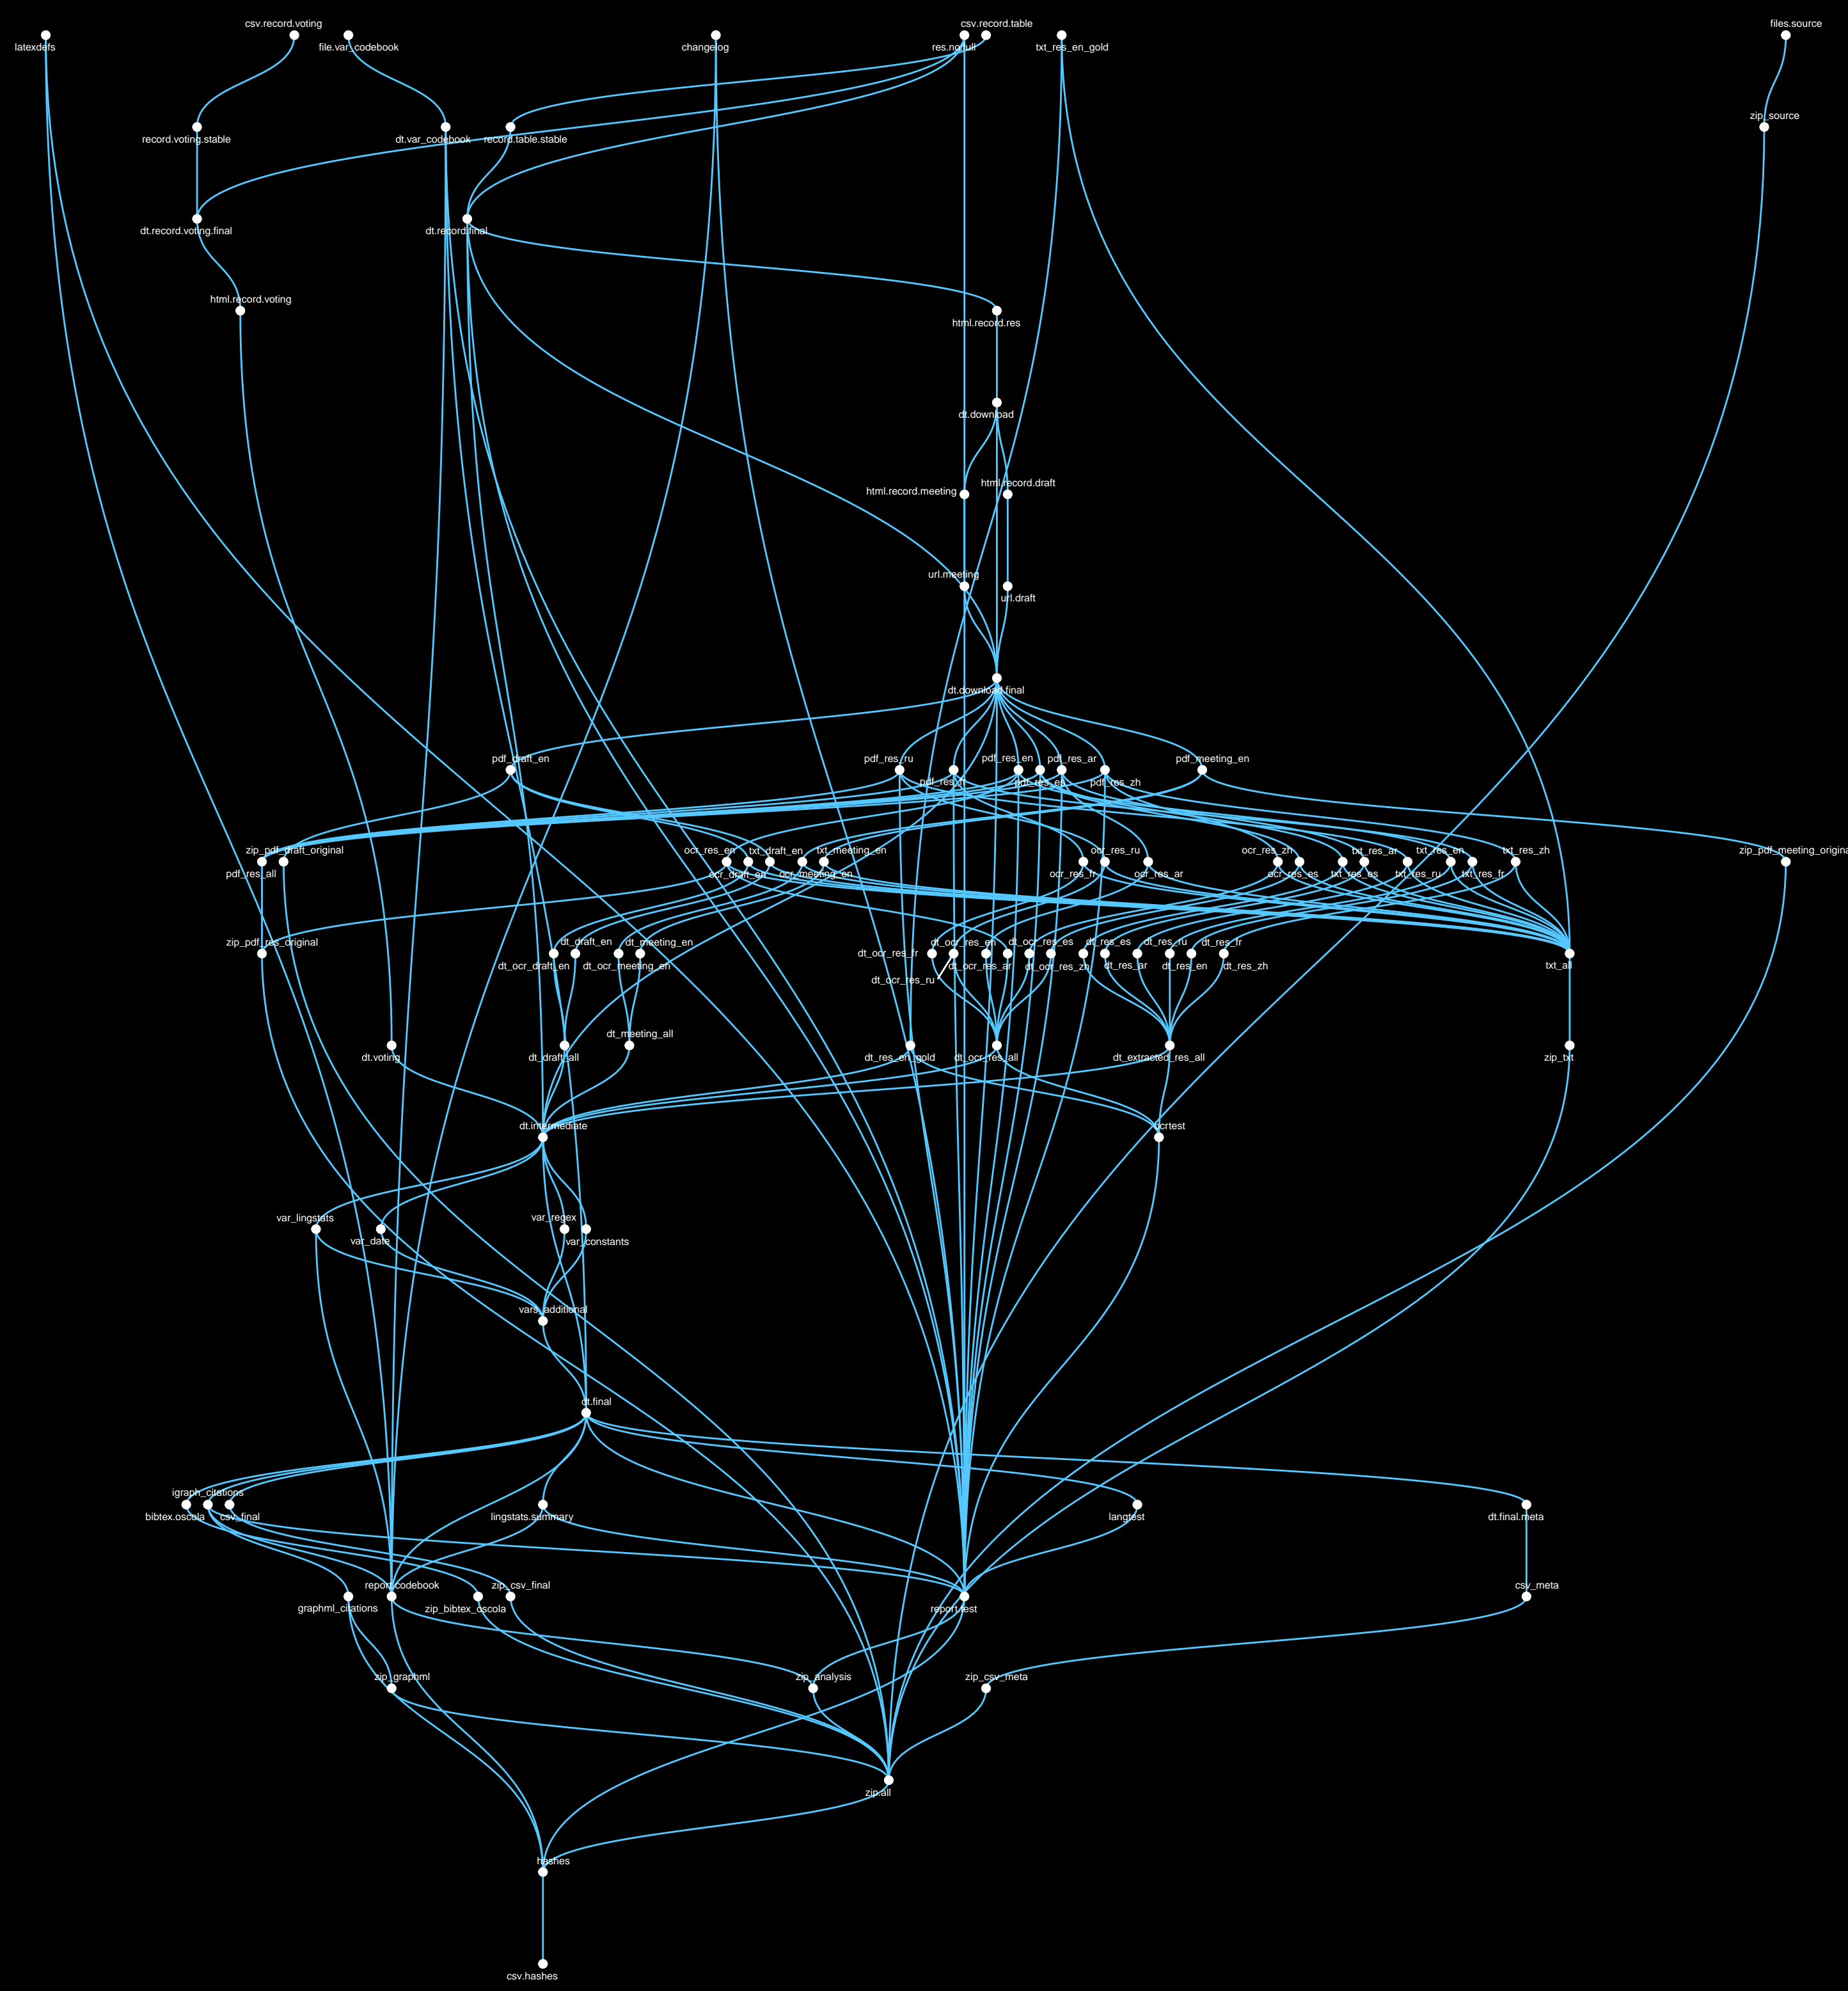 csv.record.voting
csv.record.table
files.source
latexdefs
file.var_codebook
changelog
res.nofull
txt_res_en_gold
zip_source
record.voting.stable
dt.var_codebook
record.table.stable
dt.record.voting.final
dt.record.final
html.record.voting
html.record.res
dt.download
html.record.draft
html.record.meeting
url.meeting
url.draft
dt.download.final
pdf_draft_en
pdf_res_ru
pdf_res_en
pdf_res_ar
pdf_meeting_en
pdf_res_fr
pdf_res_es
pdf_res_zh
zip_pdf_draft_original
ocr_res_en
txt_draft_en
txt_meeting_en
ocr_res_ru
ocr_res_zh
txt_res_ar
txt_res_en
txt_res_zh
zip_pdf_meeting_origina
pdf_res_all
ocr_draft_en
ocr_meeting_en
ocr_res_fr
ocr_res_ar
ocr_res_es
txt_res_es
txt_res_ru
txt_res_fr
zip_pdf_res_original
dt_draft_en
dt_meeting_en
dt_ocr_res_en
dt_ocr_res_es
dt_res_es
dt_res_ru
dt_res_fr
dt_ocr_res_fr
dt_ocr_draft_en
dt_ocr_meeting_en
dt_ocr_res_ar
dt_ocr_res_zh
dt_res_ar
dt_res_en
dt_res_zh
txt_all
dt_ocr_res_ru
dt_meeting_all
dt.voting
dt_draft_all
dt_res_en_gold
dt_ocr_res_all
dt_extracted_res_all
zip_txt
dt.intermediate
ocrtest
var_lingstats
var_regex
var_date
var_constants
vars_additional
dt.final
igraph_citations
bibtex.oscola
csv_final
lingstats.summary
langtest
dt.final.meta
report.codebook
zip_csv_final
csv_meta
graphml_citations
zip_bibtex_oscola
report.test
zip_graphml
zip_analysis
zip_csv_meta
zip.all
hashes
csv.hashes